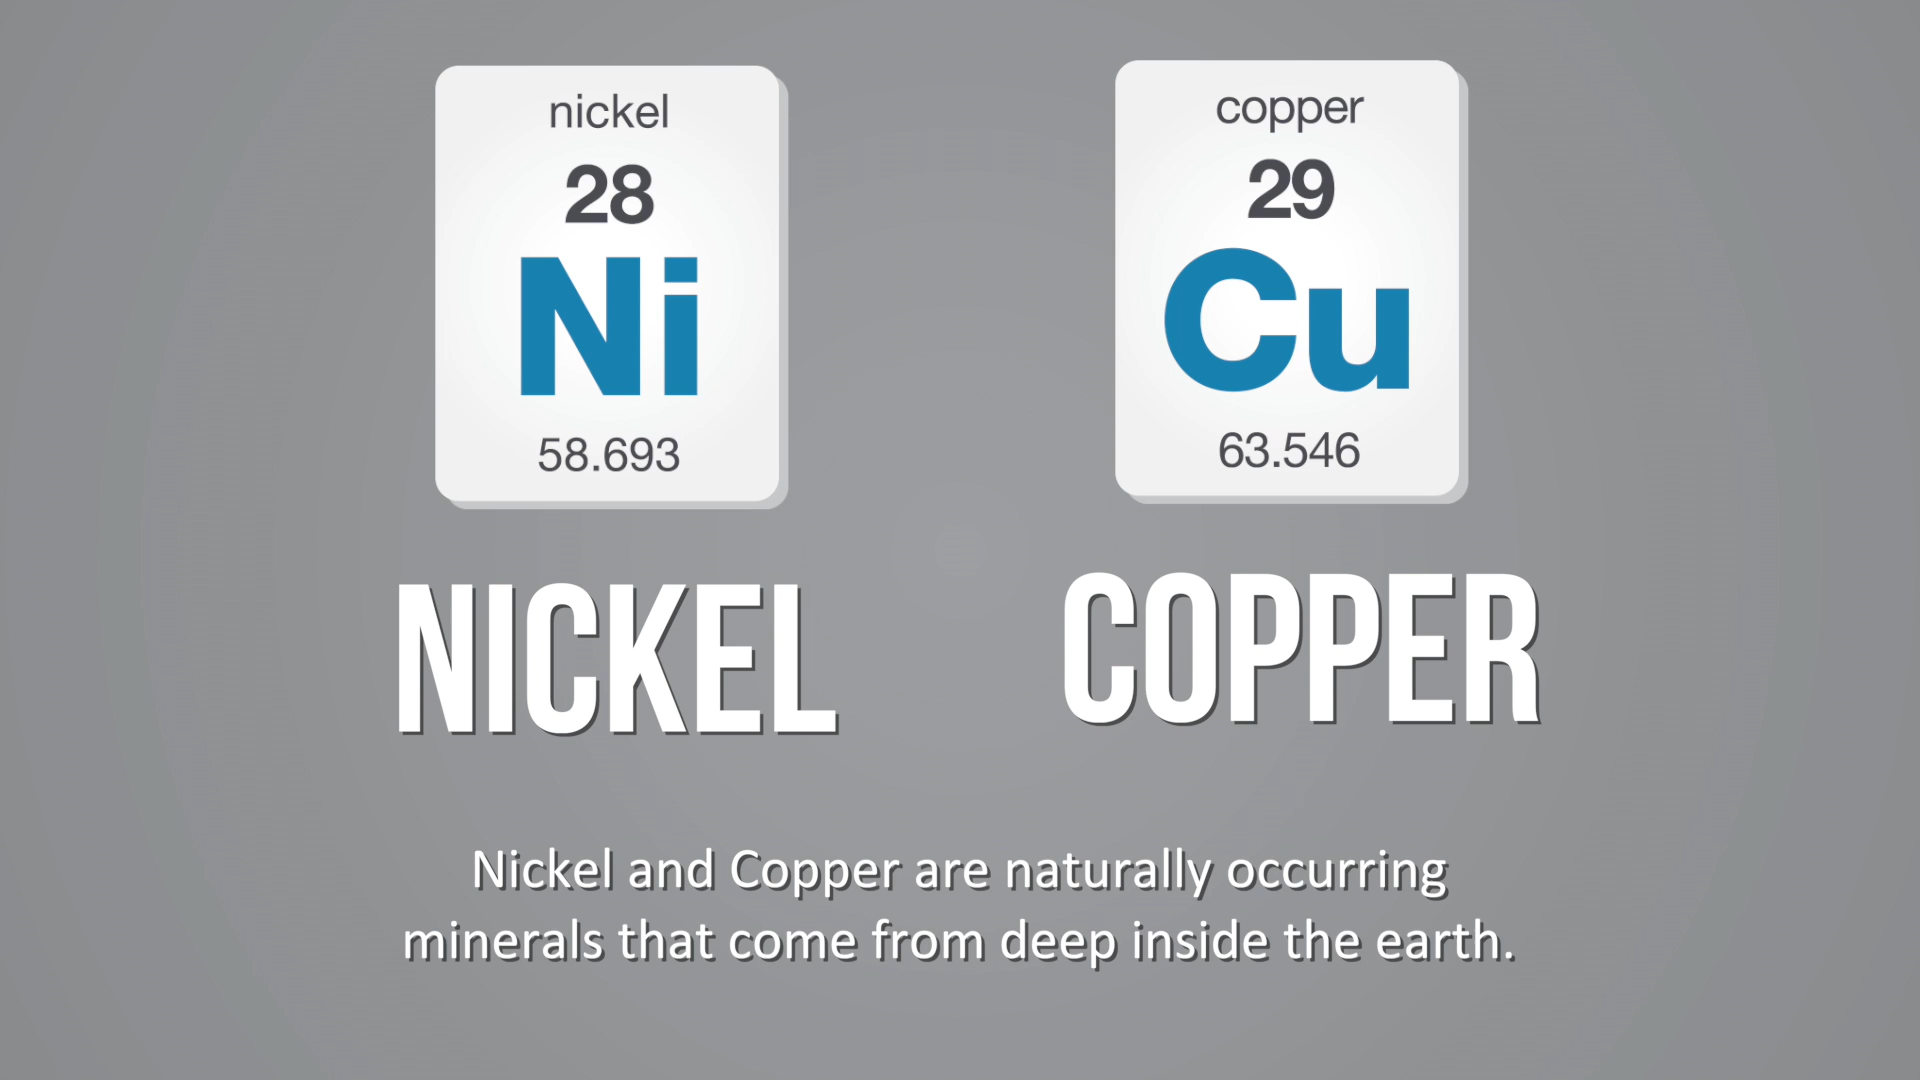 nickel
28
Ni
58.693
NICKEL
copper
29
Cu
63.546
COPPER
Nickel and Copper are naturally occurring
minerals that come from deep inside the earth.